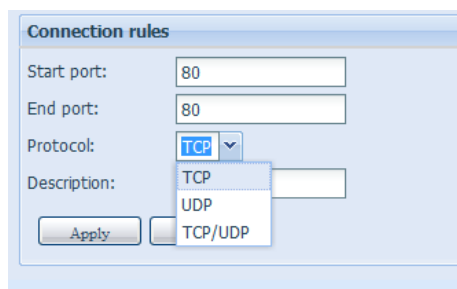 Connection rules
Start port: 80
End port: 80
Protocol: TCP
Description: TCP
UDP
Apply TCP/UDP